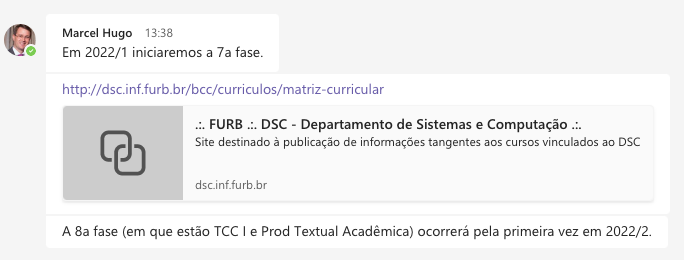 Marcel Hugo 13:38
Em 2022/1 iniciaremos a 7a fase.
http://dsc.inf.furb.br/bcc/curriculos/matriz-curricular
.:. FURB .:. DSC - Departamento de Sistemas e Computação .:.
Site destinado à publicação de informações tangentes aos cursos vinculados ao DSC
dsc.inf.furb.br
A 8a fase (em que estão TCC I e Prod Textual Acadêmica) ocorrerá pela primeira vez em 2022/2.